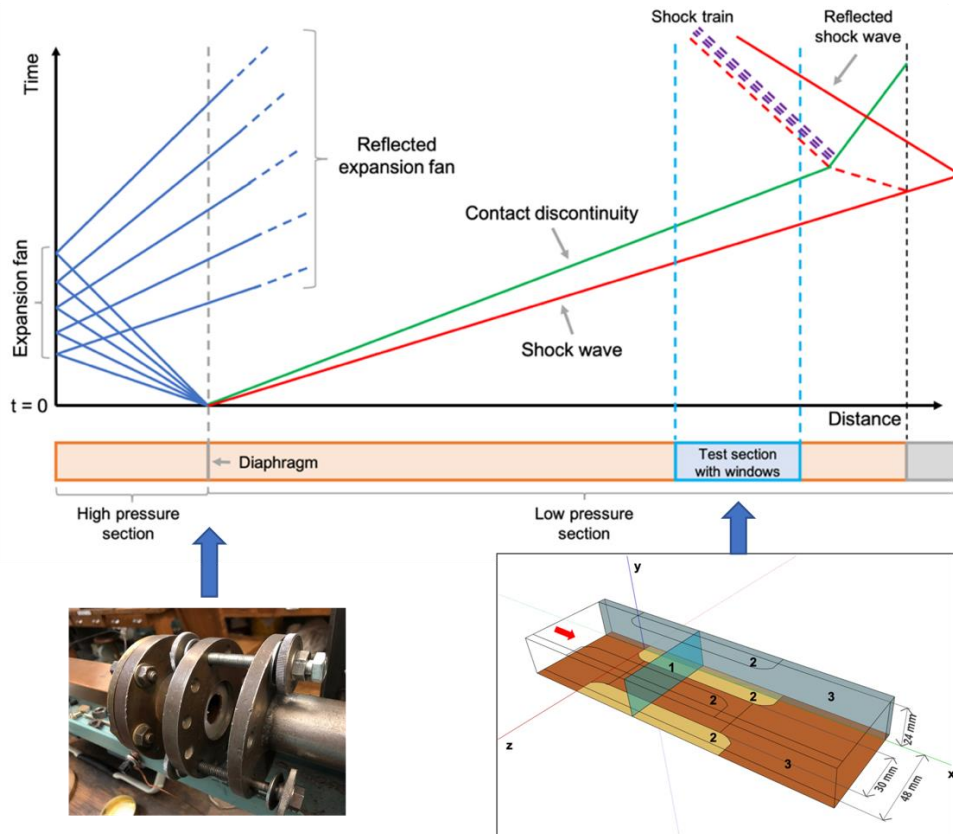 Shock train
Reflected
shock wave
Time
Reflected
expansion fan
Contact discontinuity
Expansion fan
Shock wave
t = 0
Distance
Diaphragm
Test section
with windows
High pressure
section
Low pressure
section
y
1
2
2
3
2
2
3
z
x
24 mm
30 mm
48 mm